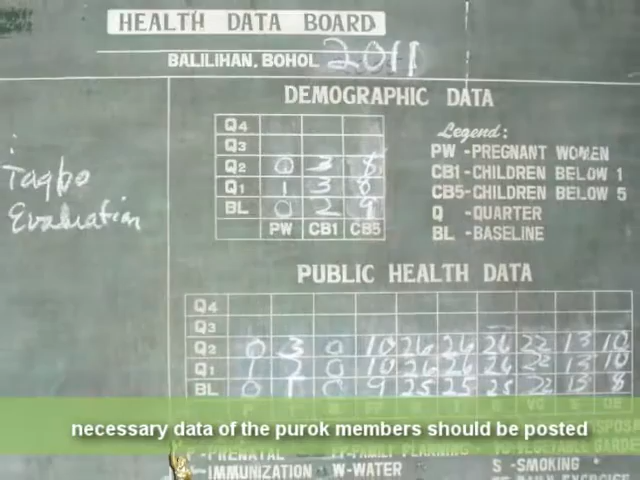 HEALTH DATA BOARD
BALILIHAN, BOHOL 2011
DEMOGRAPHIC DATA
Tagbo
Evaluation
Q4
Q3
Q2 0 3 8
Q1 1 3 8
BL 0 2 9
PW CB1 CB5
Legend:
PW -PREGNANT WOMEN
CB1-CHILDREN BELOW 1
CB5-CHILDREN BELOW 5
Q -QUARTER
BL -BASELINE
PUBLIC HEALTH DATA
Q4
Q3
Q2 0 3 0 10 26 26 26 22 13 10
Q1 1 2 0 10 26 26 26 22 13 10
BL 0 1 0 9 25 25 25 22 13 8
necessary data of the purok members should be posted
P -PRENATAL
FAMILY PLANNING
VEGETABLE GARDE
IMMUNIZATION W-WATER
S -SMOKING